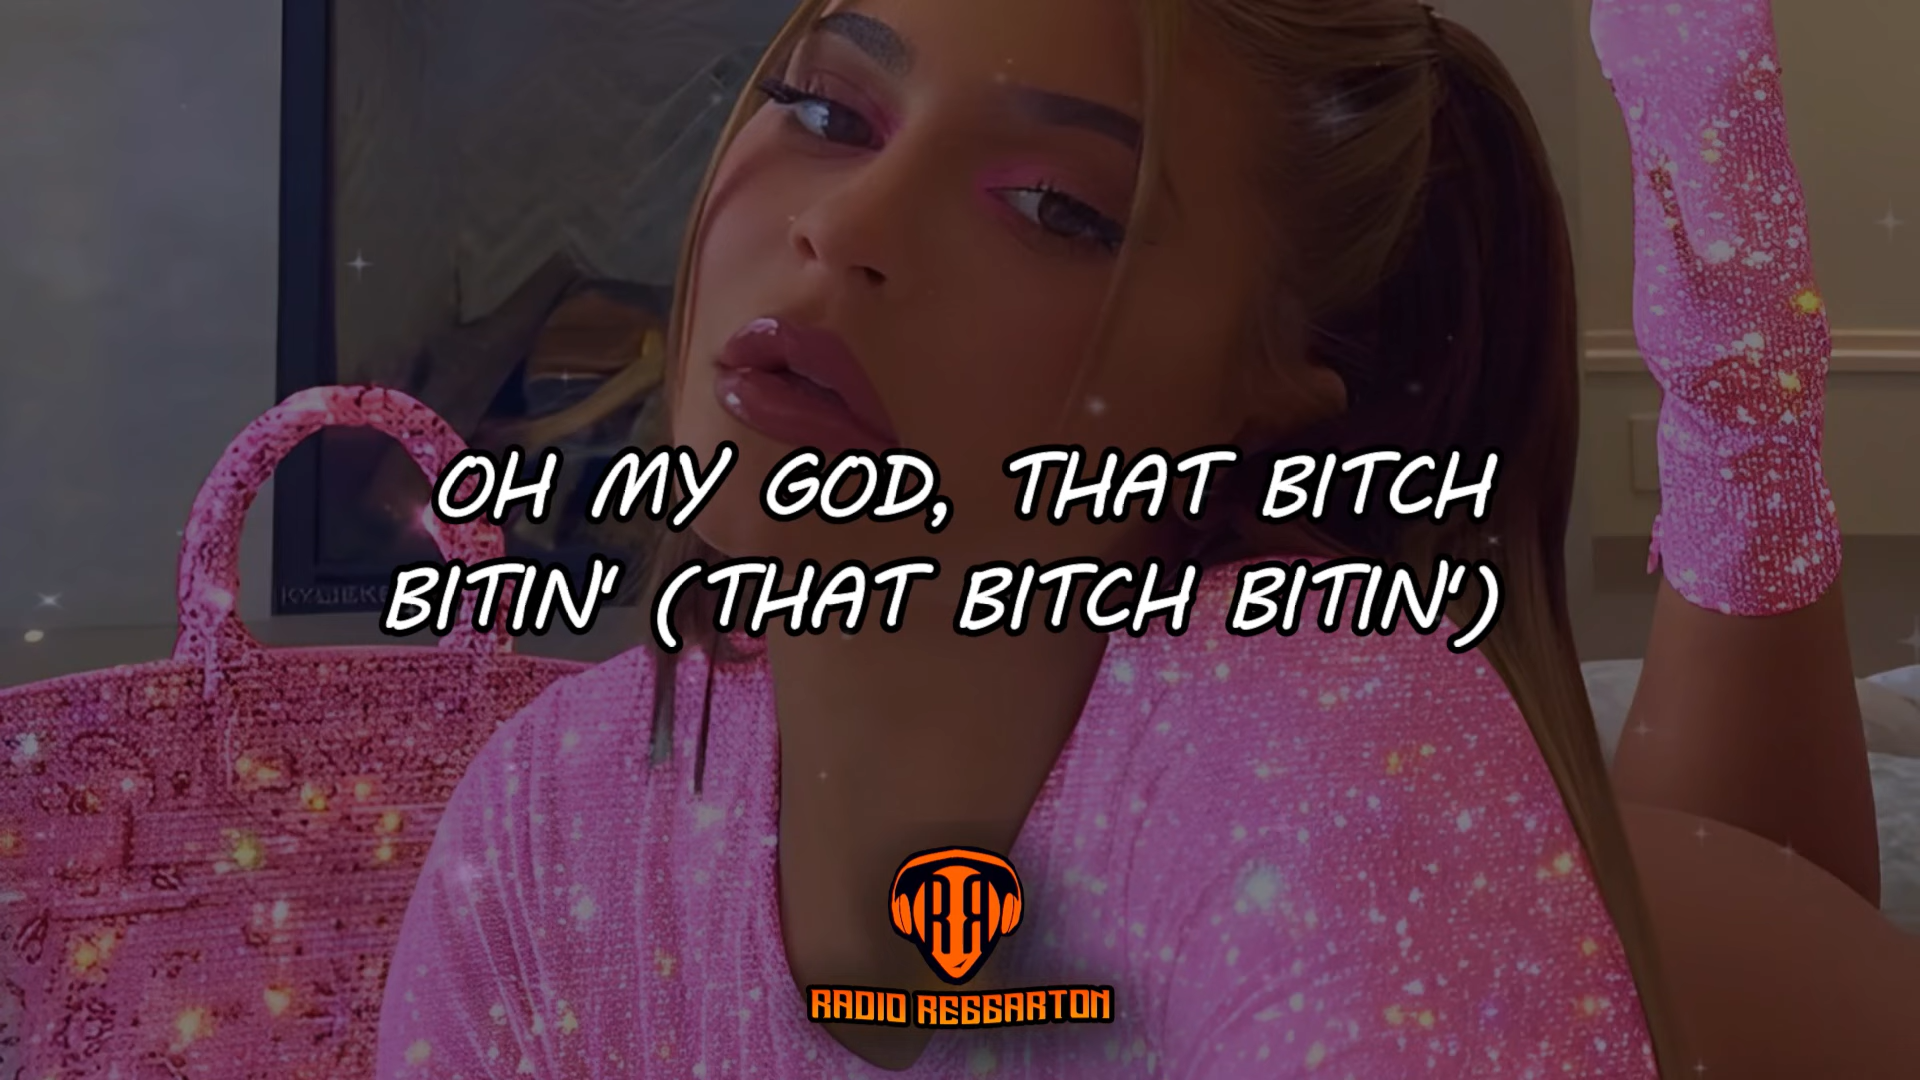 OH MY GOD, THAT BITCH
BITIN' (THAT BITCH BITIN')
RADIO REGGARTON